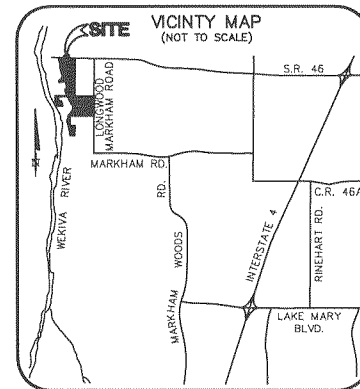 VICINTY MAP
(NOT TO SCALE)
SITE
S.R. 46
LONGWOOD
MARKHAM ROAD
MARKHAM RD.
C.R. 46A
WEKIVA RIVER
MARKHAM WOODS RD.
INTERSTATE 4
RINEHART RD.
LAKE MARY
BLVD.